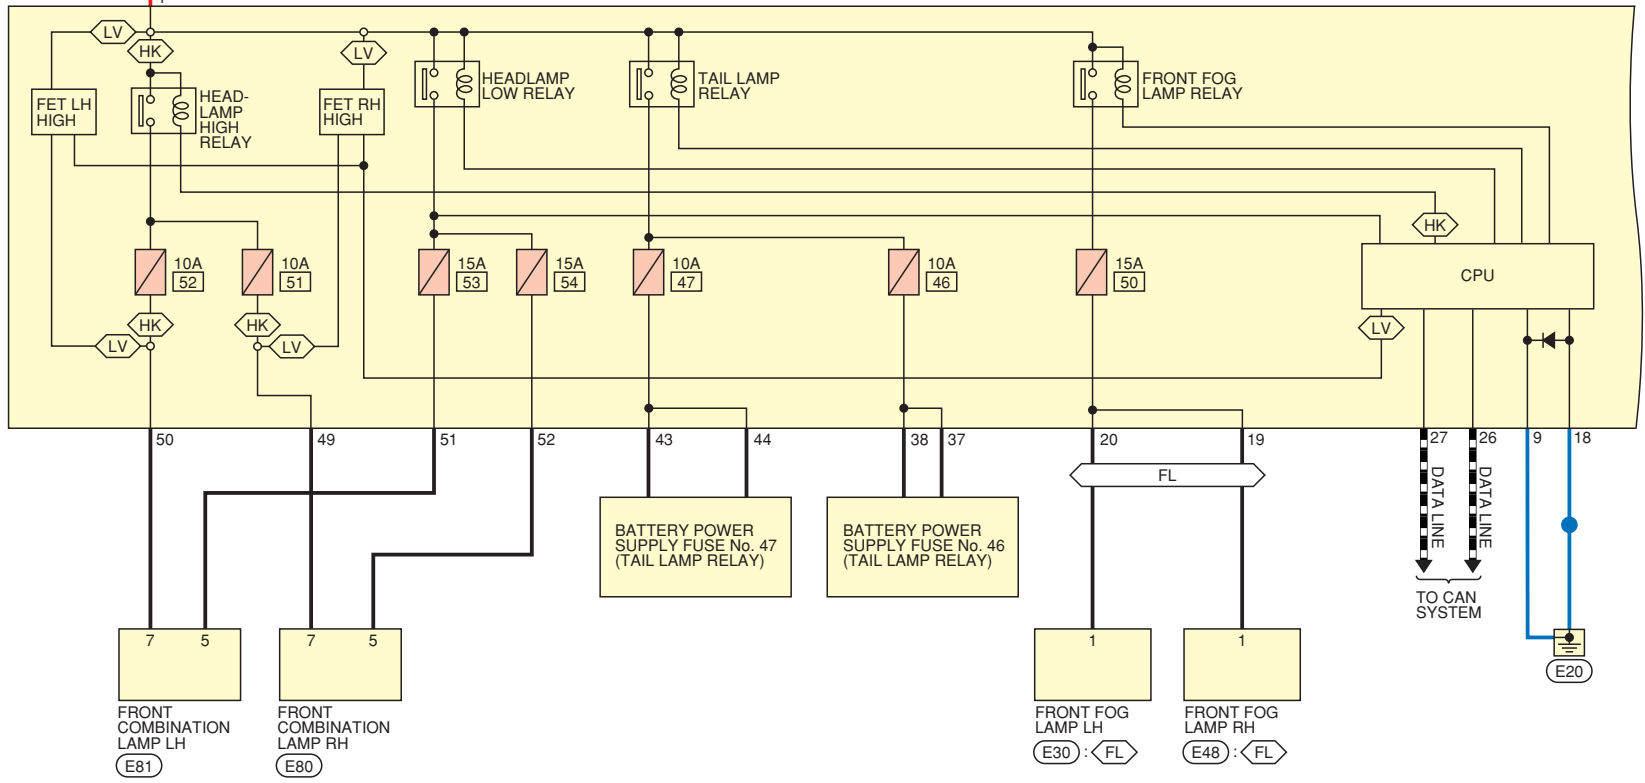 LV
HK
LV
FET LH
HIGH
HEAD-
LAMP
HIGH
RELAY
FET RH
HIGH
HEADLAMP
LOW RELAY
TAIL LAMP
RELAY
FRONT FOG
LAMP RELAY
HK
CPU
10A
52
10A
51
15A
53
15A
54
10A
47
10A
46
15A
50
HK
HK
LV
LV
LV
50
49
51
52
43
44
38
37
20
19
27
26
9
18
FL
DATA LINE
DATA LINE
BATTERY POWER
SUPPLY FUSE No. 47
(TAIL LAMP RELAY)
BATTERY POWER
SUPPLY FUSE No. 46
(TAIL LAMP RELAY)
TO CAN
SYSTEM
7
5
7
5
1
1
E20
FRONT
COMBINATION
LAMP LH
E81
FRONT
COMBINATION
LAMP RH
E80
FRONT FOG
LAMP LH
E30 : FL
FRONT FOG
LAMP RH
E48 : FL